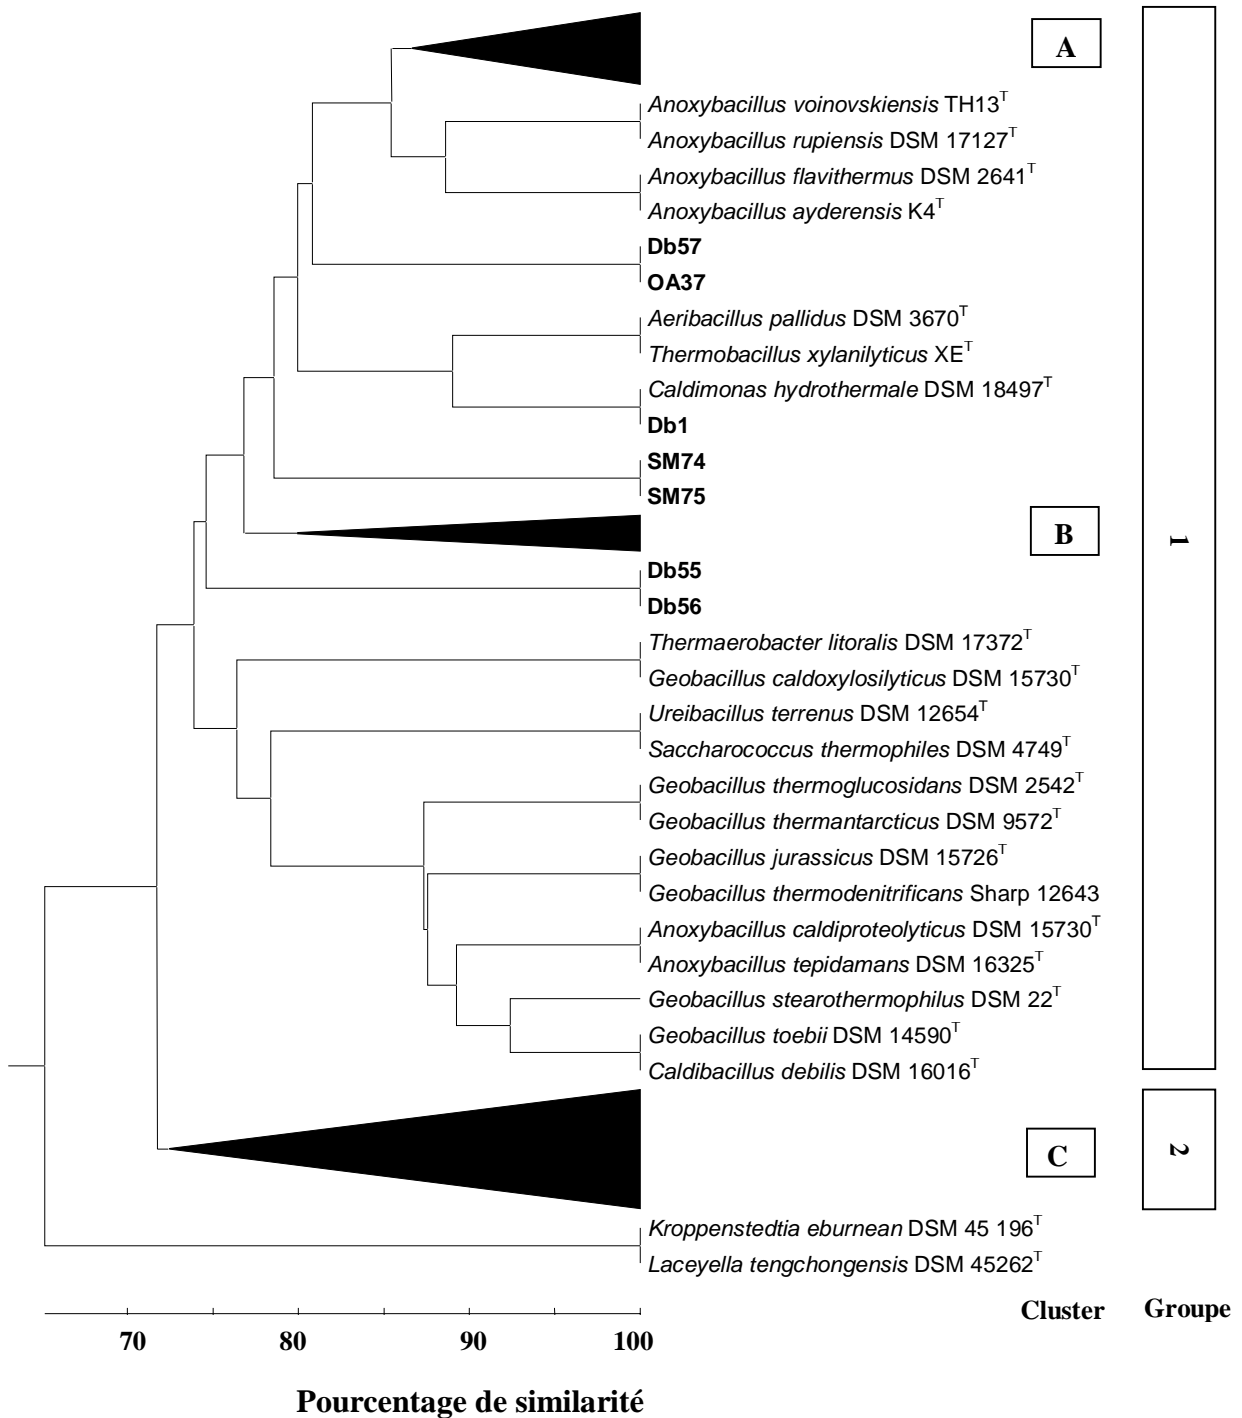 A
Anoxybacillus voinovskiensis TH13T
Anoxybacillus rupiensis DSM 17127T
Anoxybacillus flavithermus DSM 2641T
Anoxybacillus ayderensis K4T
Db57
OA37
Aeribacillus pallidus DSM 3670T
Thermobacillus xylanilyticus XET
Caldimonas hydrothermale DSM 18497T
Db1
SM74
SM75
B
1
Db55
Db56
Thermaerobacter litoralis DSM 17372T
Geobacillus caldoxylosilyticus DSM 15730T
Ureibacillus terrenus DSM 12654T
Saccharococcus thermophiles DSM 4749T
Geobacillus thermoglucosidans DSM 2542T
Geobacillus thermantarcticus DSM 9572T
Geobacillus jurassicus DSM 15726T
Geobacillus thermodenitrificans Sharp 12643
Anoxybacillus caldiproteolyticus DSM 15730T
Anoxybacillus tepidamans DSM 16325T
Geobacillus stearothermophilus DSM 22T
Geobacillus toebii DSM 14590T
Caldibacillus debilis DSM 16016T
C
2
Kroppenstedtia eburnean DSM 45 196T
Laceyella tengchongensis DSM 45262T
Cluster Groupe
70 80 90 100
Pourcentage de similarité